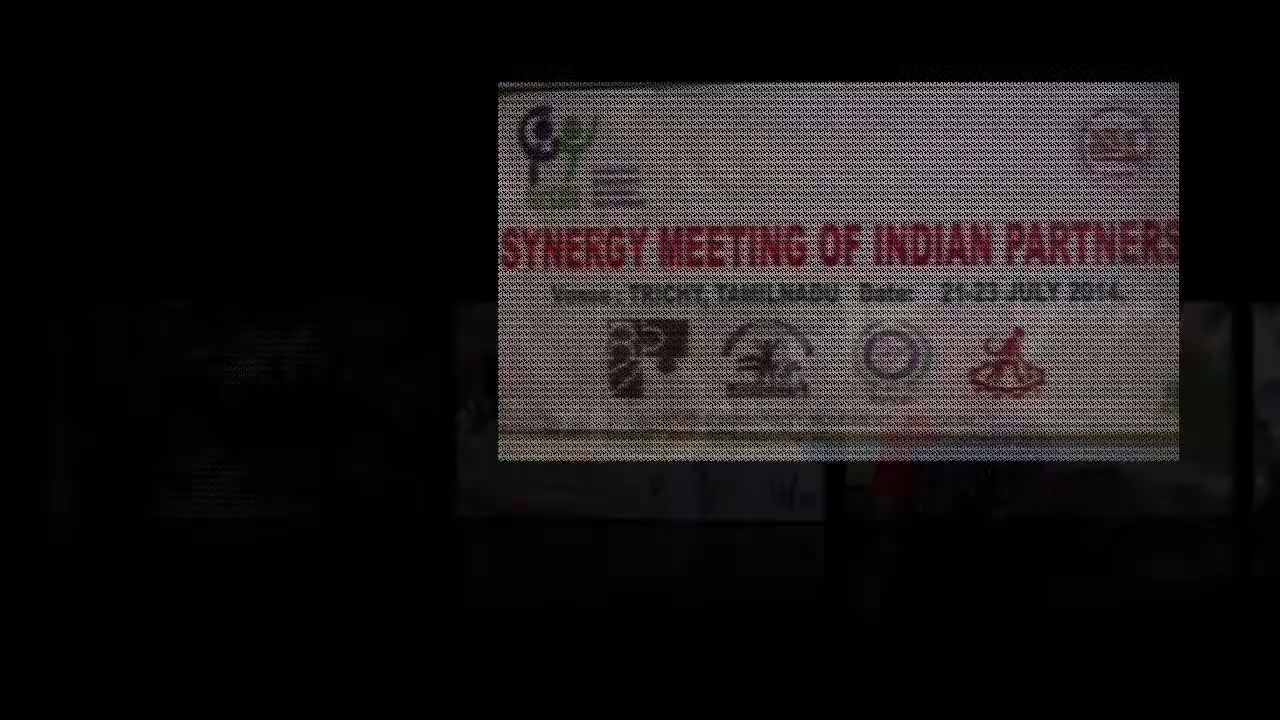 SYNERGY MEETING OF INDIAN PARTNERS
Venue : TRICHY, TAMILNADU Date: 21-23 JULY 2014